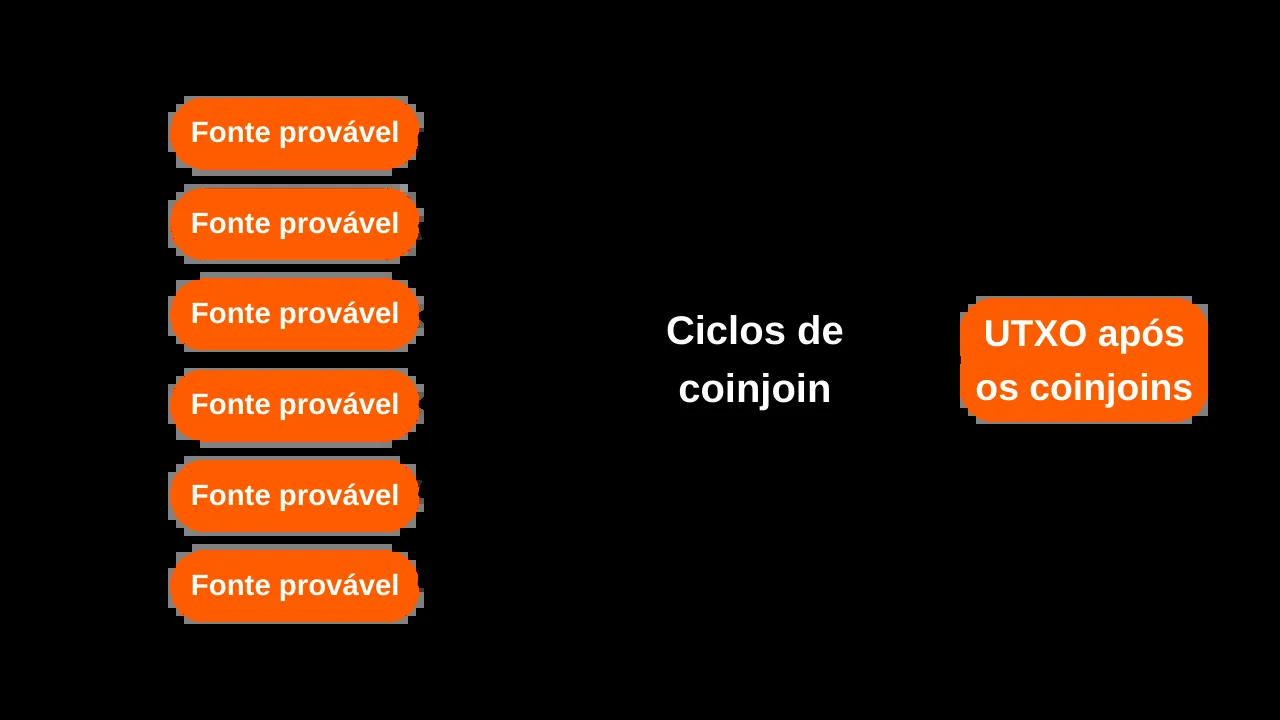 Fonte provável
Fonte provável
Fonte provável
Fonte provável
Fonte provável
Fonte provável
Ciclos de
coinjoin
UTXO após
os coinjoins